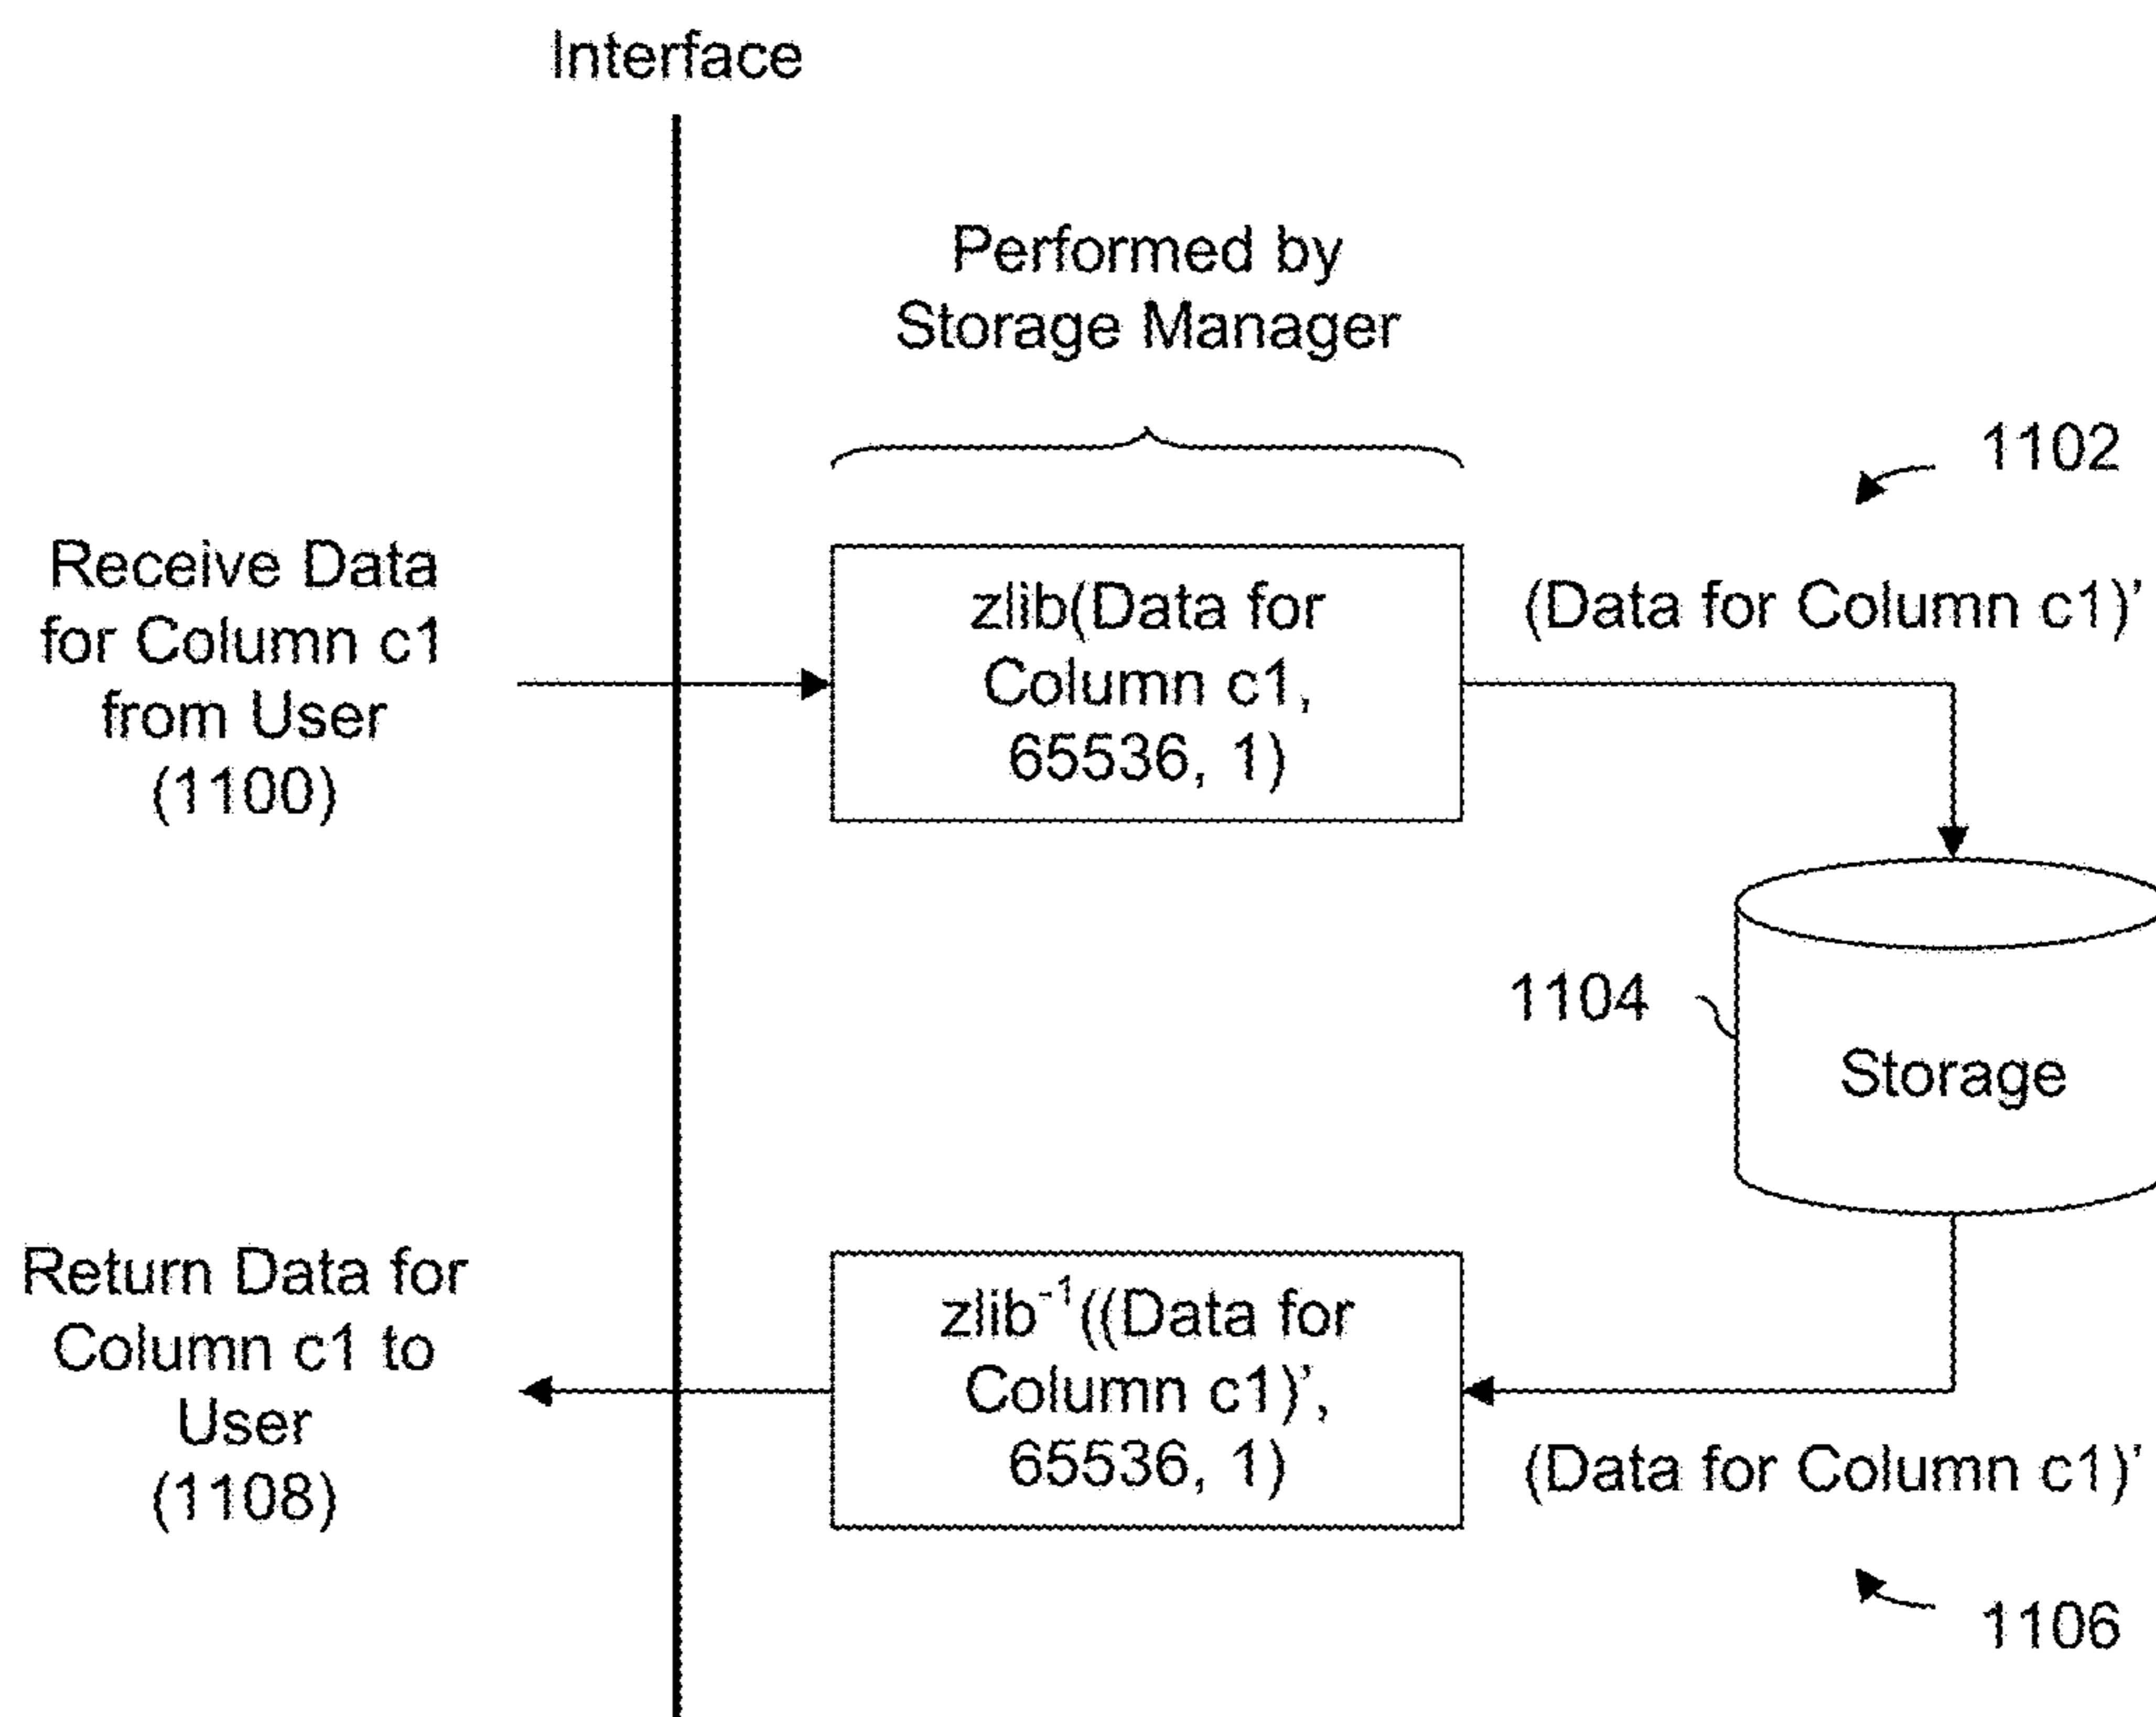 Interface
Performed by
Storage Manager
1102
Receive Data
for Column c1
from User
(1100)
zlib(Data for
Column c1,
65536, 1)
(Data for Column c1)’
1104
Storage
Return Data for
Column c1 to
User
(1108)
zlib⁻¹((Data for
Column c1)’,
65536, 1)
(Data for Column c1)’
1106